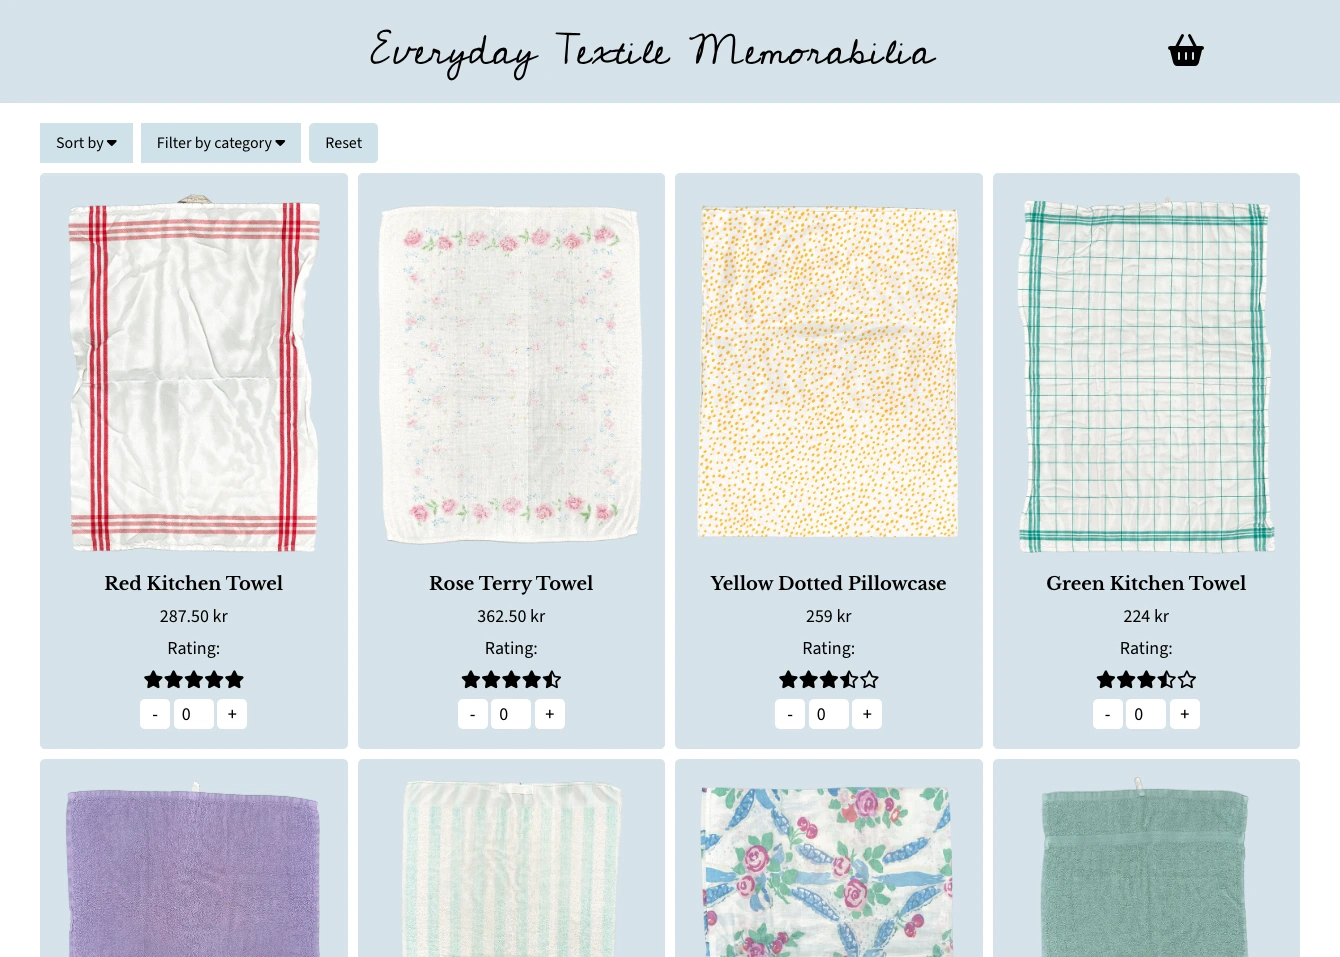 Everyday Textile Memorabilia
Sort by
Filter by category
Reset
Red Kitchen Towel
287.50 kr
Rating:
- 0 +
Rose Terry Towel
362.50 kr
Rating:
- 0 +
Yellow Dotted Pillowcase
259 kr
Rating:
- 0 +
Green Kitchen Towel
224 kr
Rating:
- 0 +